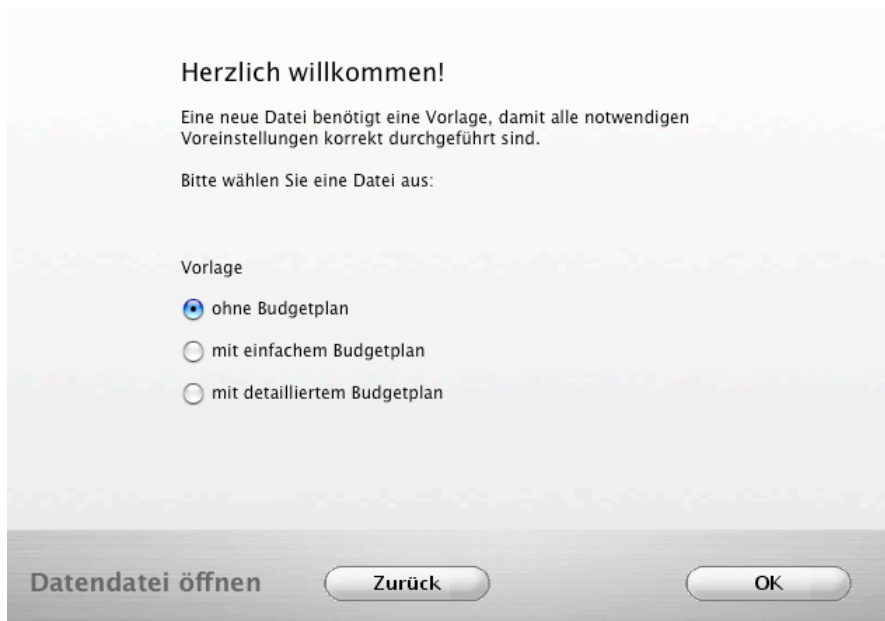 Herzlich willkommen!
Eine neue Datei benötigt eine Vorlage, damit alle notwendigen
Voreinstellungen korrekt durchgeführt sind.
Bitte wählen Sie eine Datei aus:
Vorlage
ohne Budgetplan
mit einfachem Budgetplan
mit detailliertem Budgetplan
Datendatei öffnen
Zurück
OK